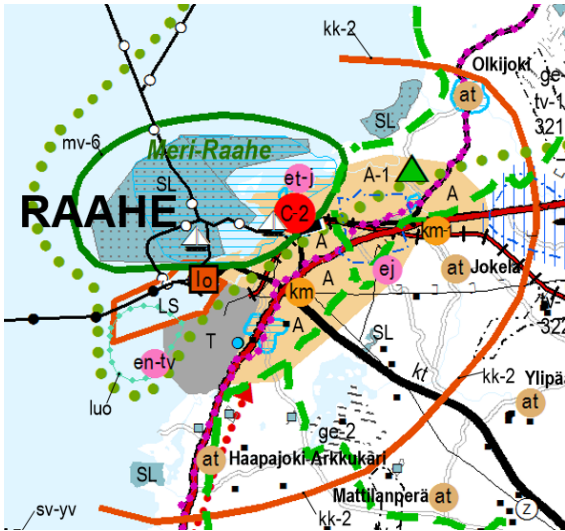 kk-2
Olkijoki
at
ge-
tv-1
321
SL
mv-6
Meri-Raahe
SL
et-j
A-1
A
RAAHE
C-2
A
km-
ej
at Jokela
lo
km
A
tv-
322
LS
T
A
SL
en-tv
luo
kt
kk-2
Ylipää
at
ge-2
at Haapajoki-Arkkukari
SL
Mattilanperä at
sv-yv
kk-2
Z